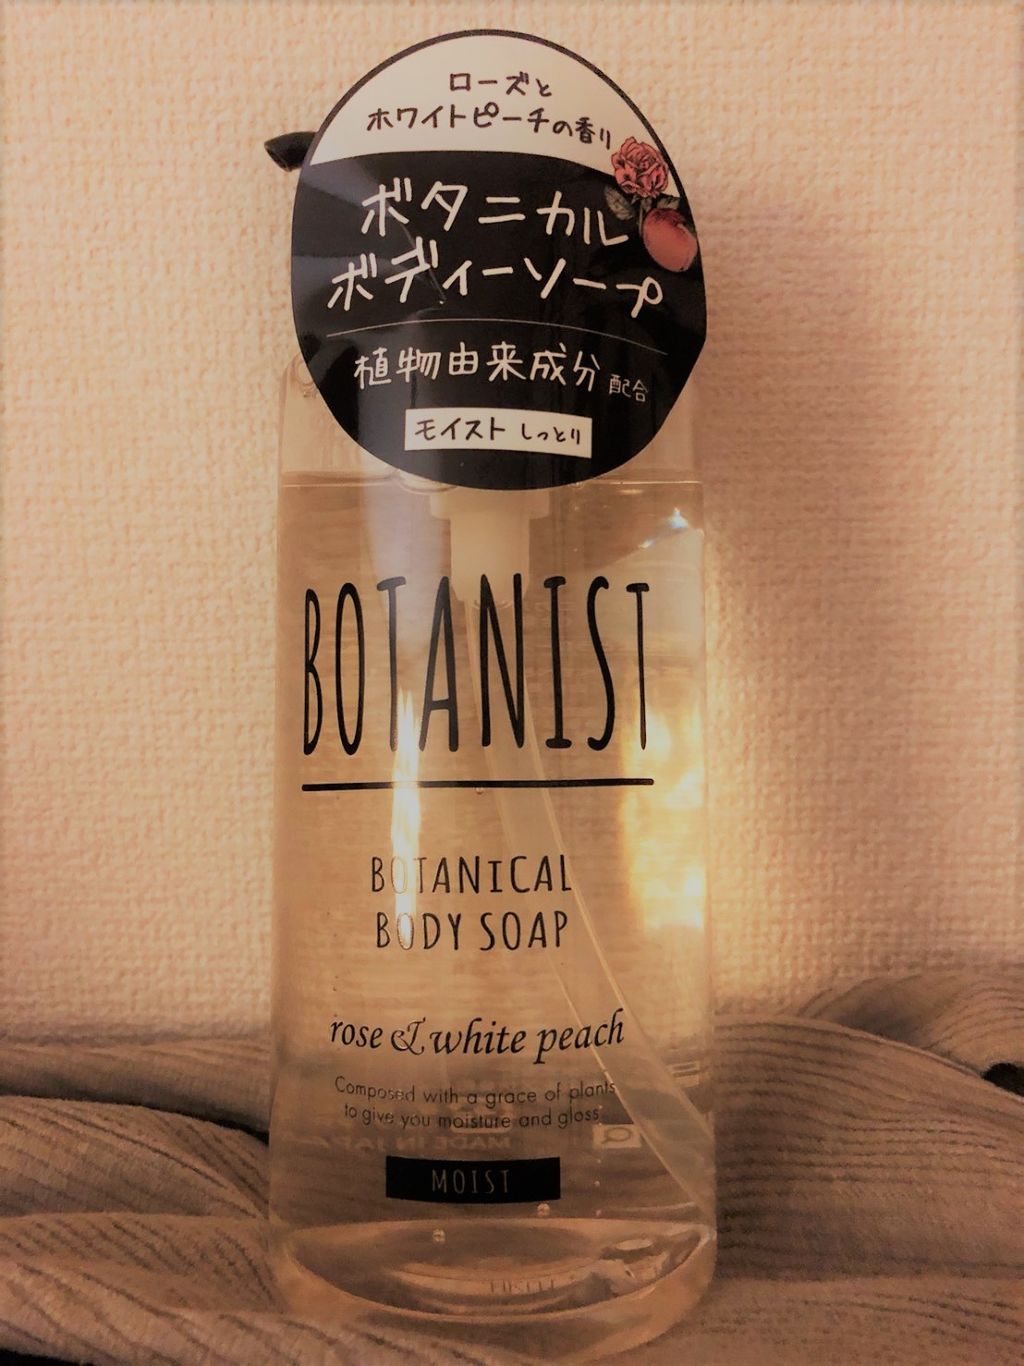 ローズと
ホワイトピーチの香り
ボタニカル
ボディーソープ
植物由来成分 配合
モイスト しっとり
BOTANIST
BOTANICAL
BODY SOAP
rose & white peach
Composed with a grace of plants
to give you moisture and gloss
MADE IN JAPAN
MOIST